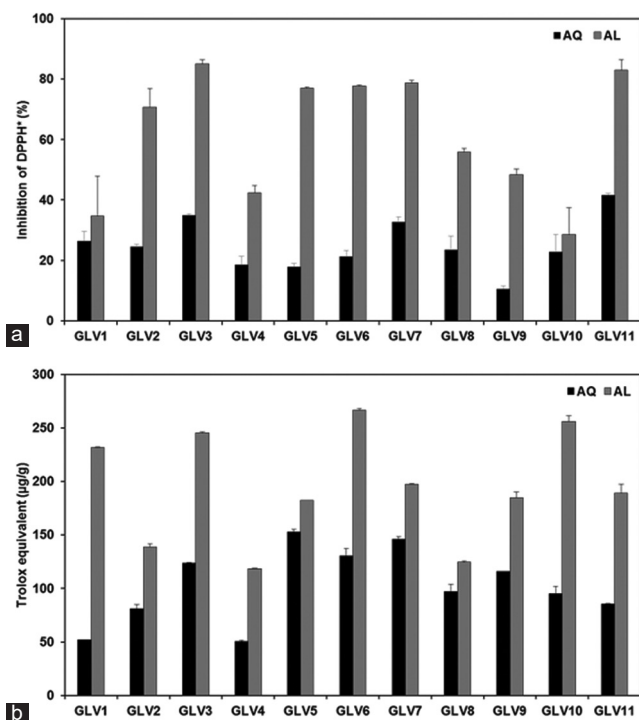 AQ AL
100
80
60
40
20
0
Inhibition of DPPH* (%)
GLV1 GLV2 GLV3 GLV4 GLV5 GLV6 GLV7 GLV8 GLV9 GLV10 GLV11
a
AQ AL
300
250
200
150
100
50
0
Trolox equivalent (µg/g)
GLV1 GLV2 GLV3 GLV4 GLV5 GLV6 GLV7 GLV8 GLV9 GLV10 GLV11
b